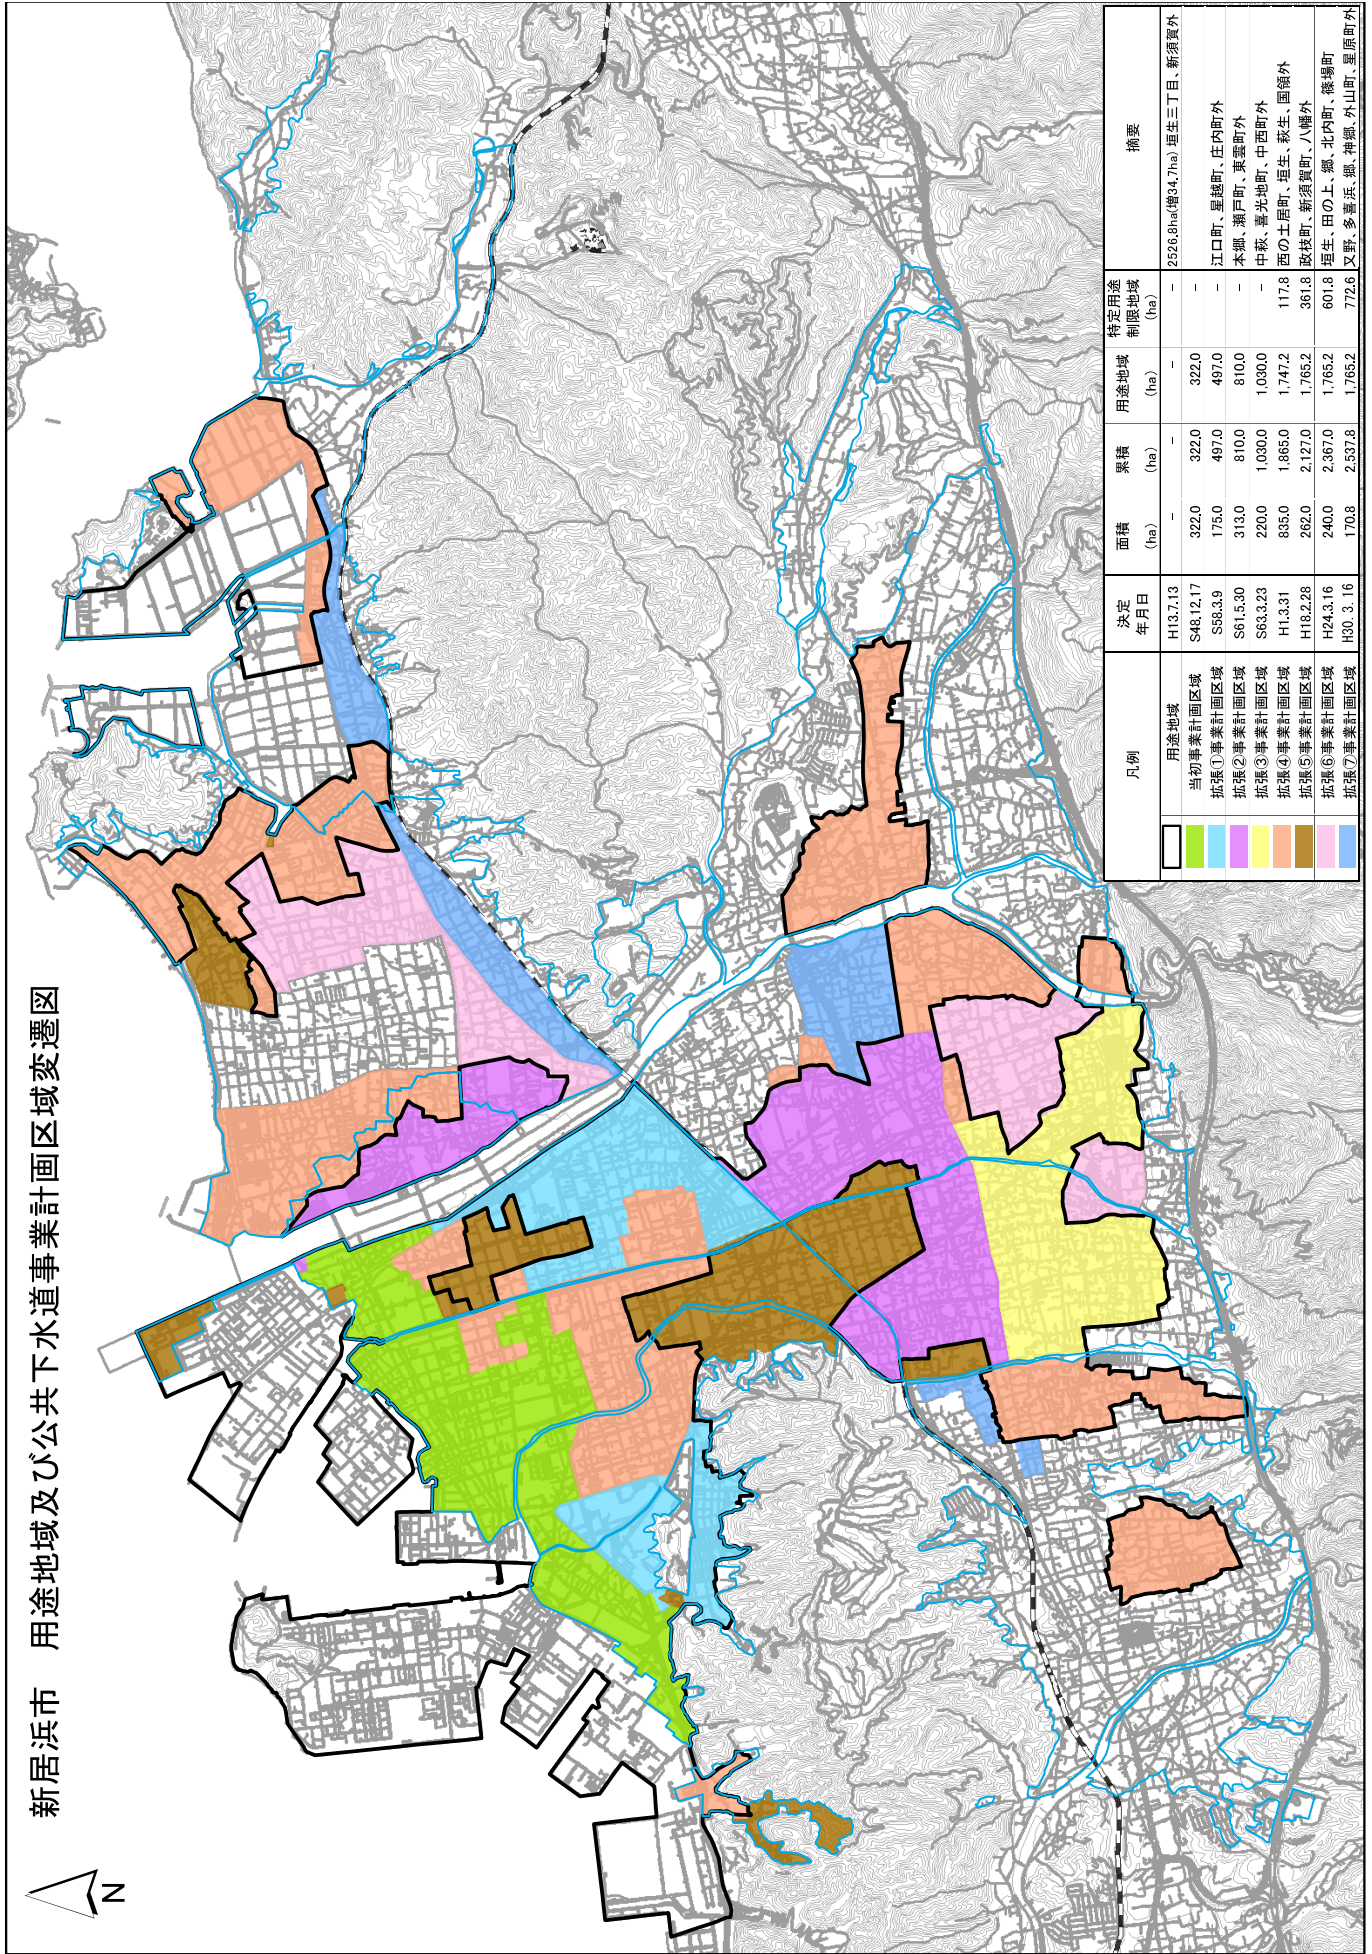 新居浜市　用途地域及び公共下水道事業計画区域変遷図
N
凡例 決定年月日 面積(ha) 累積(ha) 用途地域(ha) 特定用途制限地域(ha) 摘要
用途地域 H13.7.13 － － － － 2526.8ha(増34.7ha) 垣生三丁目、新須賀外
当初事業計画区域 S48.12.17 322.0 322.0 322.0 －
拡張①事業計画区域 S58.3.9 175.0 497.0 497.0 － 江口町、星越町、庄内町外
拡張②事業計画区域 S61.5.30 313.0 810.0 810.0 － 本郷、瀬戸町、東雲町外
拡張③事業計画区域 S63.3.23 220.0 1,030.0 1,030.0 － 中萩、喜光地町、中西町外
拡張④事業計画区域 H1.3.31 835.0 1,865.0 1,747.2 117.8 西の土居町、垣生、萩生、国領外
拡張⑤事業計画区域 H18.2.28 262.0 2,127.0 1,765.2 361.8 政枝町、新須賀町、八幡外
拡張⑥事業計画区域 H24.3.16 240.0 2,367.0 1,765.2 601.8 垣生、田の上、郷、北内町、篠場町
拡張⑦事業計画区域 H30. 3. 16 170.8 2,537.8 1,765.2 772.6 又野、多喜浜、郷、神郷、外山町、星原町外